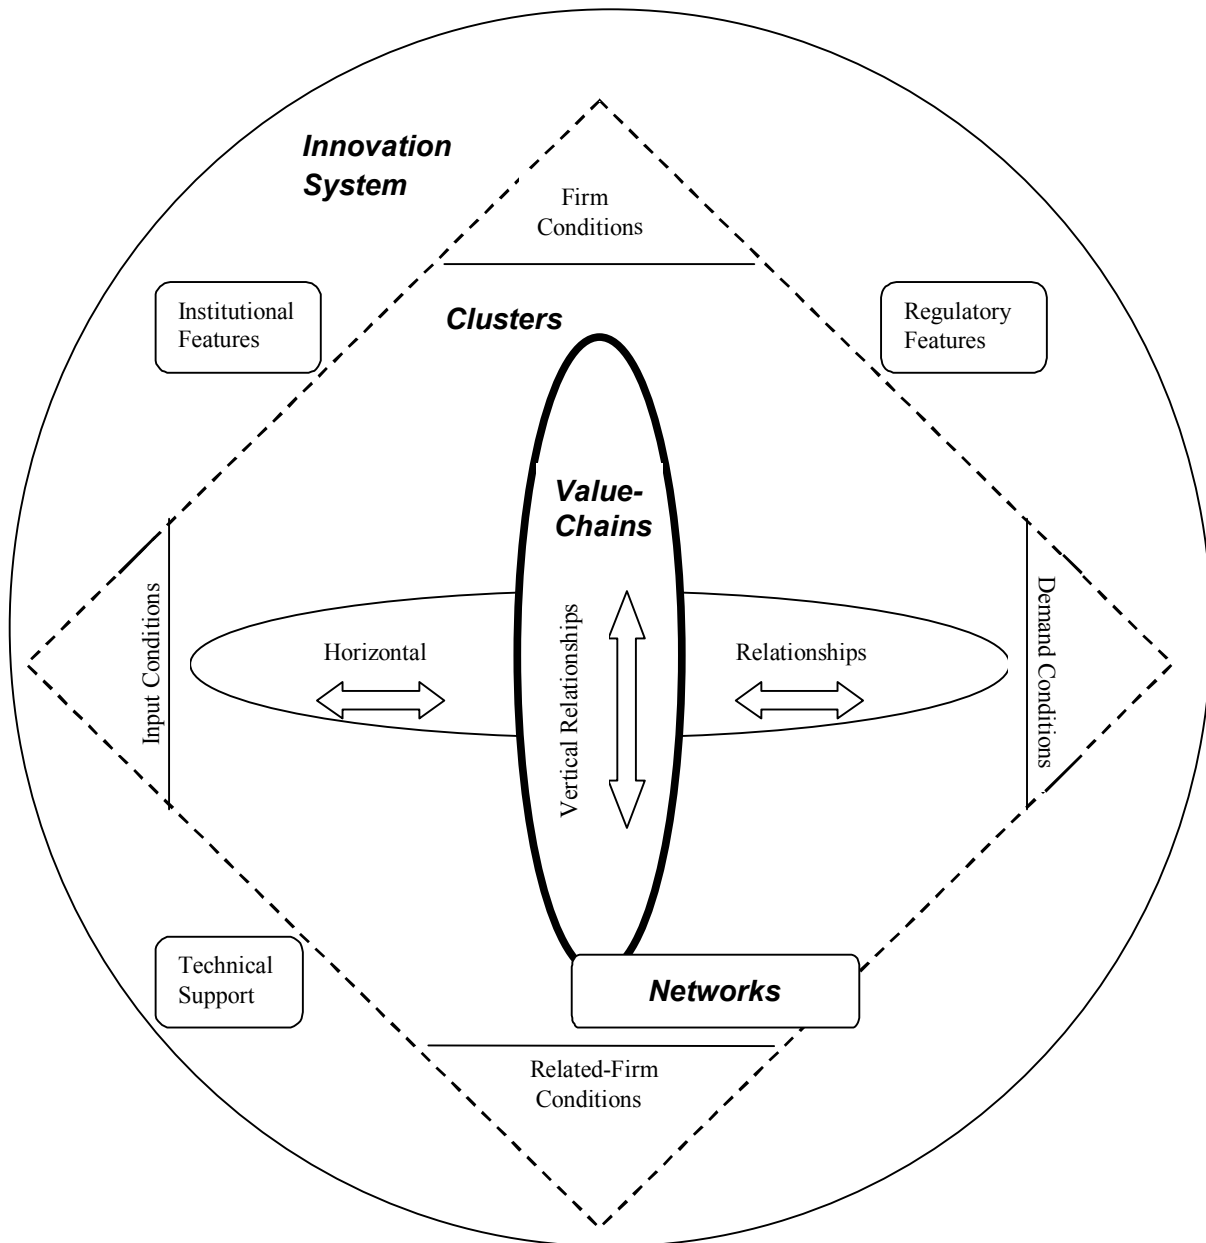 Innovation
System
Firm
Conditions
Institutional
Features
Regulatory
Features
Clusters
Value-
Chains
Input Conditions
Horizontal
Vertical Relationships
Relationships
Demand Conditions
Technical
Support
Networks
Related-Firm
Conditions